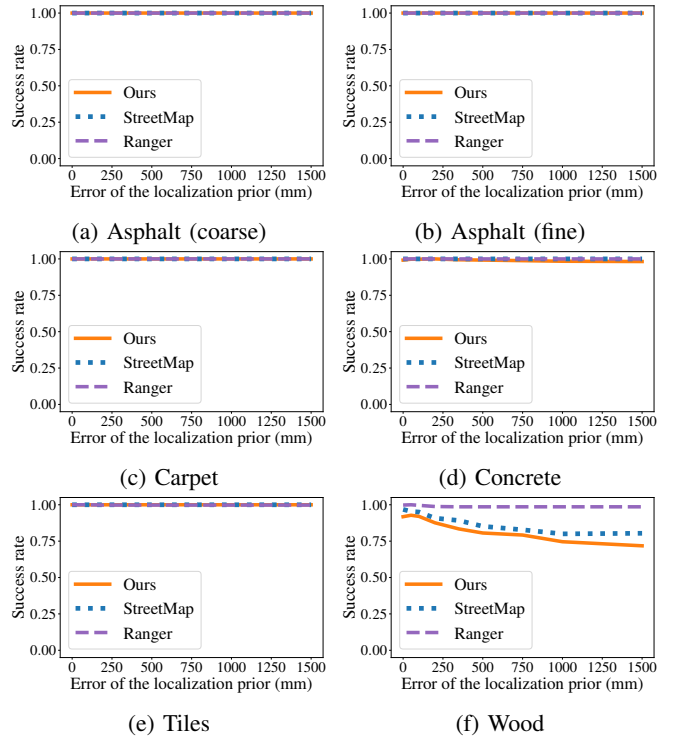 1.00
0.75
0.50
0.25
0.00
Success rate
Ours
StreetMap
Ranger
0 250 500 750 1000 1250 1500
Error of the localization prior (mm)
(a) Asphalt (coarse)
1.00
0.75
0.50
0.25
0.00
Success rate
Ours
StreetMap
Ranger
0 250 500 750 1000 1250 1500
Error of the localization prior (mm)
(b) Asphalt (fine)
1.00
0.75
0.50
0.25
0.00
Success rate
Ours
StreetMap
Ranger
0 250 500 750 1000 1250 1500
Error of the localization prior (mm)
(c) Carpet
1.00
0.75
0.50
0.25
0.00
Success rate
Ours
StreetMap
Ranger
0 250 500 750 1000 1250 1500
Error of the localization prior (mm)
(d) Concrete
1.00
0.75
0.50
0.25
0.00
Success rate
Ours
StreetMap
Ranger
0 250 500 750 1000 1250 1500
Error of the localization prior (mm)
(e) Tiles
1.00
0.75
0.50
0.25
0.00
Success rate
Ours
StreetMap
Ranger
0 250 500 750 1000 1250 1500
Error of the localization prior (mm)
(f) Wood